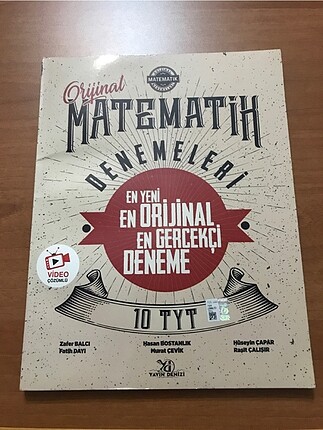 MATEMATİK
Orijinal
MATEMATİK
DENEMELERİ
EN YENİ
EN ORİJİNAL
EN GERÇEKÇİ
DENEME
VİDEO
ÇÖZÜMLÜ
10 TYT
Zafer BALCI
Fatih DAYI
Hasan BOSTANLIK
Murat ÇEVİK
Hüseyin ÇAPAR
Raşit ÇALIŞIR
YAYIN DENİZİ